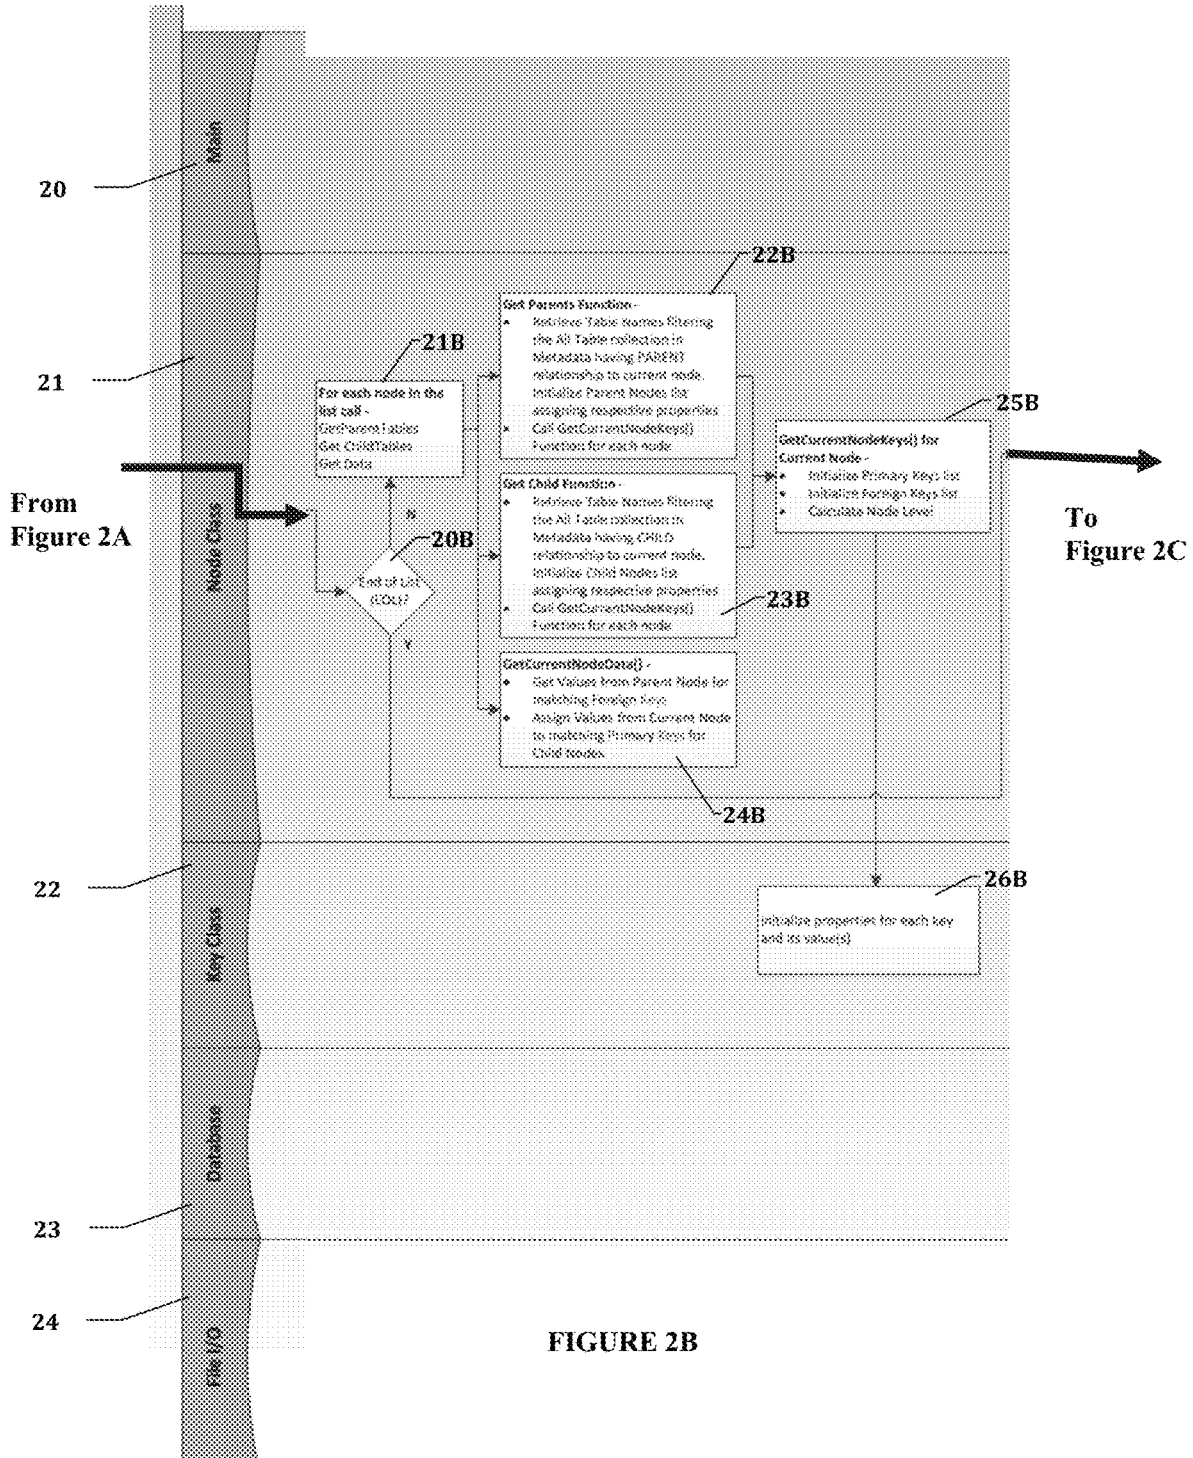 Main
20
22B
Get Parents Function -
Retrieve Table Names filtering
the All Table collection in
Metadata having PARENT
relationship to current node.
Initialize Parent Nodes list
assigning respective properties
Call GetCurrentNodeKeys()
Function for each node
21B
21
For each node in the
list call -
GetParentTables
Get ChildTables
Get Data
25B
GetCurrentNodeKeys() for
Current Node -
Initialize Primary Keys list
Initialize Foreign Keys list
Calculate Node Level
From
Figure 2A
To
Figure 2C
Node Class
N
20B
End of List
(EOL)?
Y
Get Child Function -
Retrieve Table Names filtering
the All Table collection in
Metadata having CHILD
relationship to current node.
Initialize Child Nodes list
assigning respective properties
Call GetCurrentNodeKeys()
Function for each node
23B
GetCurrentNodeData() -
Get Values from Parent Node for
matching Foreign Keys
Assign Values from Current Node
to matching Primary Keys for
Child Nodes.
24B
22
Key Class
26B
Initialize properties for each key
and its value(s)
Database
23
24
File I/O
FIGURE 2B